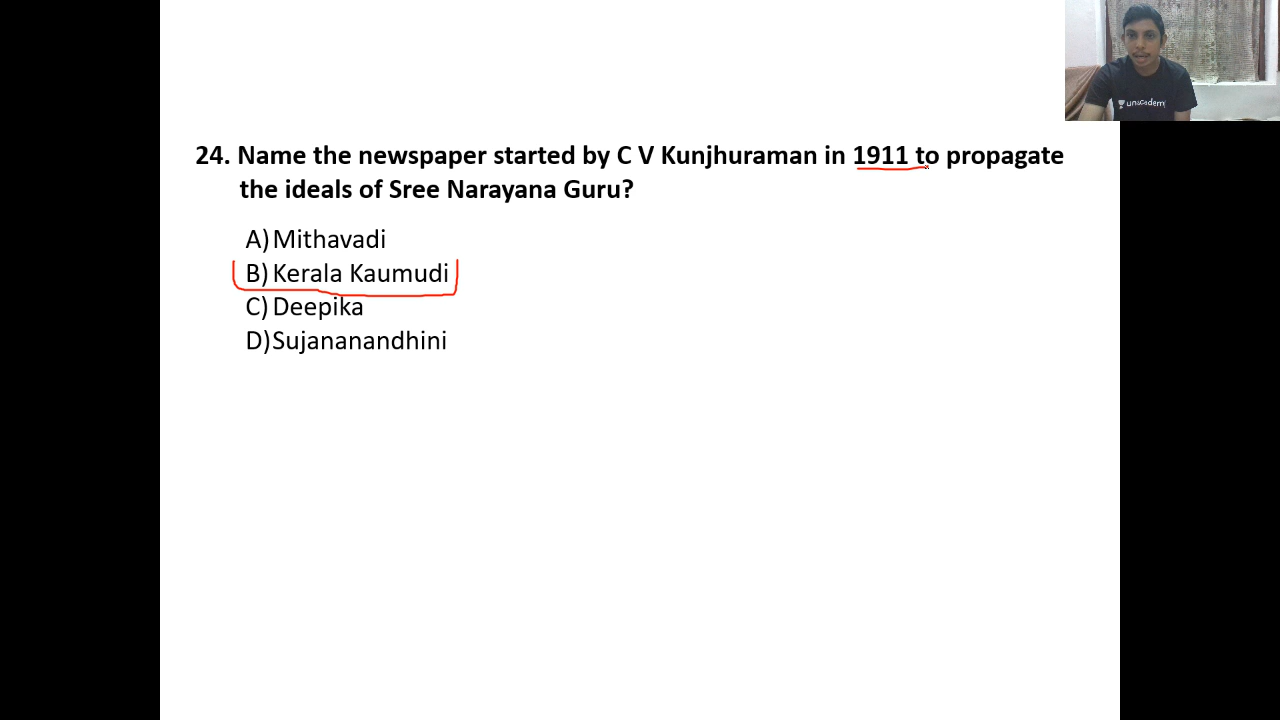 24. Name the newspaper started by C V Kunjhuraman in 1911 to propagate
the ideals of Sree Narayana Guru?
A) Mithavadi
B) Kerala Kaumudi
C) Deepika
D) Sujananandhini
unacademy